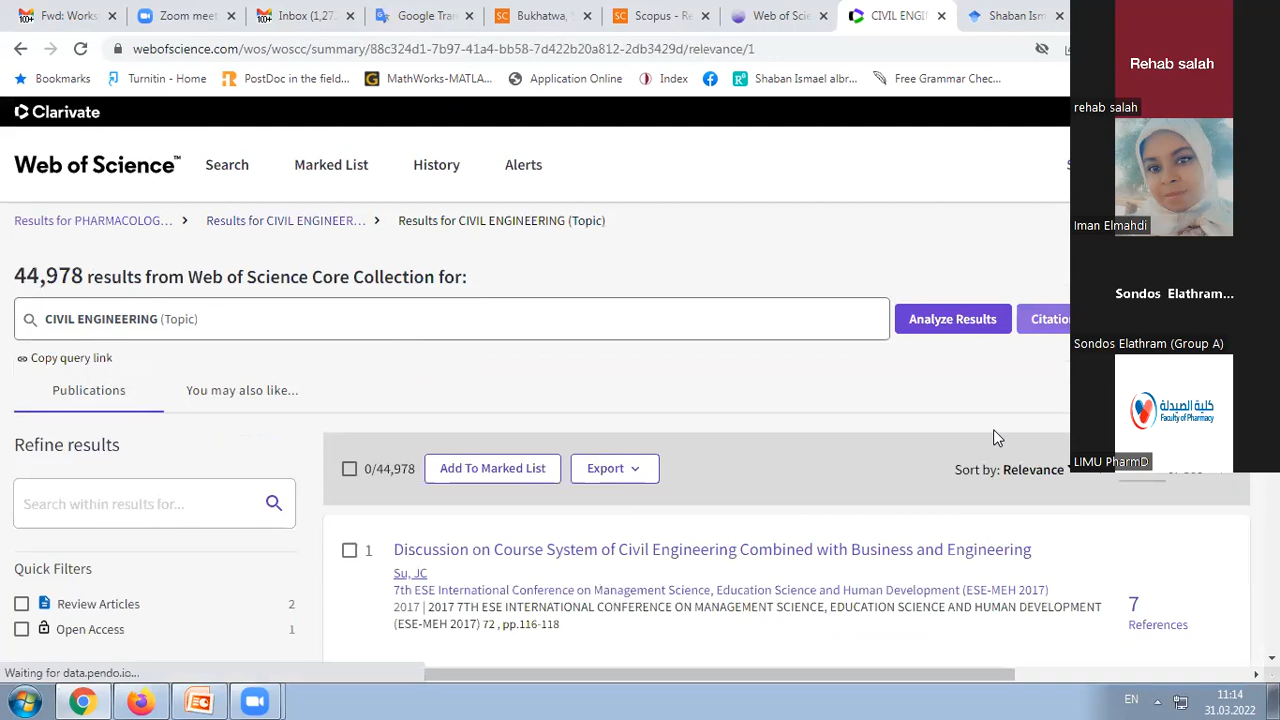 Fwd: Works
Zoom meet
Inbox (1,27
Google Tran
Bukhatwa,
Scopus - Re
Web of Scie
CIVIL ENGI
Shaban Ism
webofscience.com/wos/woscc/summary/88c324d1-7b97-41a4-bb58-7d422b20a812-2db3429d/relevance/1
Bookmarks
Turnitin - Home
PostDoc in the field...
MathWorks-MATLA...
Application Online
Index
Shaban Ismael albr...
Free Grammar Chec...
Clarivate
Web of Science™
Search
Marked List
History
Alerts
Results for PHARMACOLOG...
Results for CIVIL ENGINEER...
Results for CIVIL ENGINEERING (Topic)
44,978 results from Web of Science Core Collection for:
CIVIL ENGINEERING (Topic)
Analyze Results
Citatio
Copy query link
Publications
You may also like...
Refine results
0/44,978
Add To Marked List
Export
Sort by: Relevance
Search within results for...
Quick Filters
Review Articles 2
Open Access 1
1
Discussion on Course System of Civil Engineering Combined with Business and Engineering
Su, JC
7th ESE International Conference on Management Science, Education Science and Human Development (ESE-MEH 2017)
2017 | 2017 7TH ESE INTERNATIONAL CONFERENCE ON MANAGEMENT SCIENCE, EDUCATION SCIENCE AND HUMAN DEVELOPMENT
(ESE-MEH 2017) 72 , pp.116-118
7
References
Waiting for data.pendo.io...
Rehab salah
rehab salah
Iman Elmahdi
Sondos Elathram...
Sondos Elathram (Group A)
كلية الصيدلة
Faculty of Pharmacy
LIMU PharmD
EN
11:14
31.03.2022